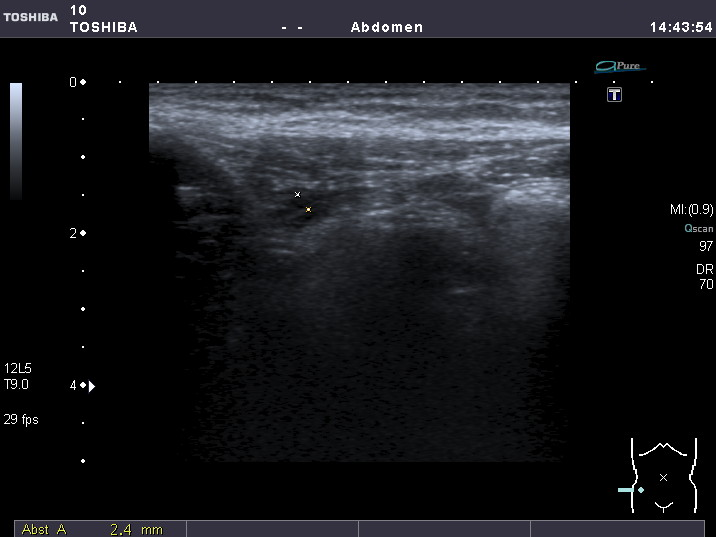 TOSHIBA
10
TOSHIBA - - Abdomen 14:43:54
0
aPure
T
MI:(0.9)
2
Qscan
97
DR
70
12L5
T9.0
4
29 fps
Abst A 2.4 mm